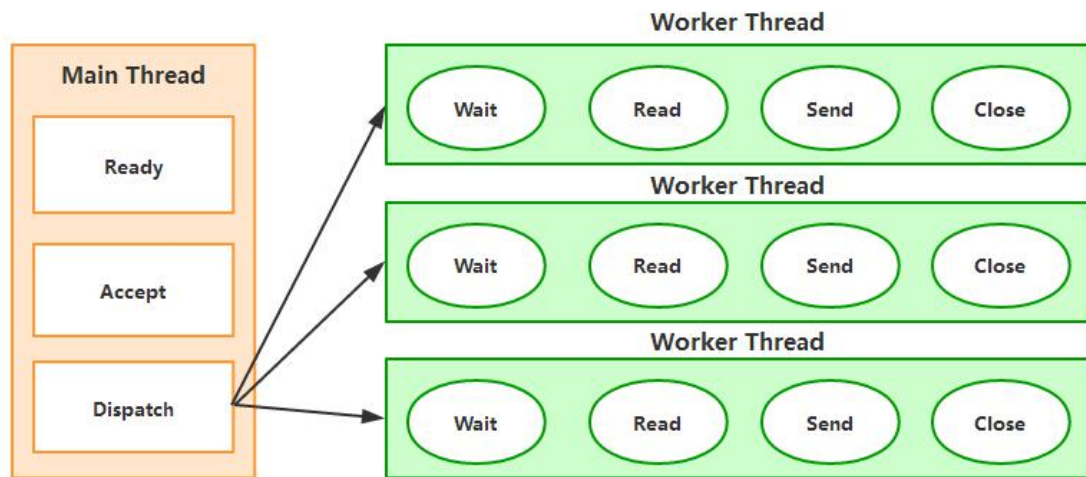 Main Thread
Ready
Accept
Dispatch
Worker Thread
Wait Read Send Close
Worker Thread
Wait Read Send Close
Worker Thread
Wait Read Send Close